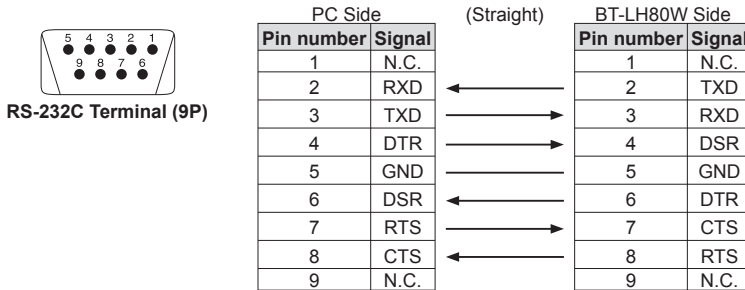 5 4 3 2 1
9 8 7 6
RS-232C Terminal (9P)
PC Side (Straight) BT-LH80W Side
Pin number Signal Pin number Signal
1 N.C. 1 N.C.
2 RXD 2 TXD
3 TXD 3 RXD
4 DTR 4 DSR
5 GND 5 GND
6 DSR 6 DTR
7 RTS 7 CTS
8 CTS 8 RTS
9 N.C. 9 N.C.